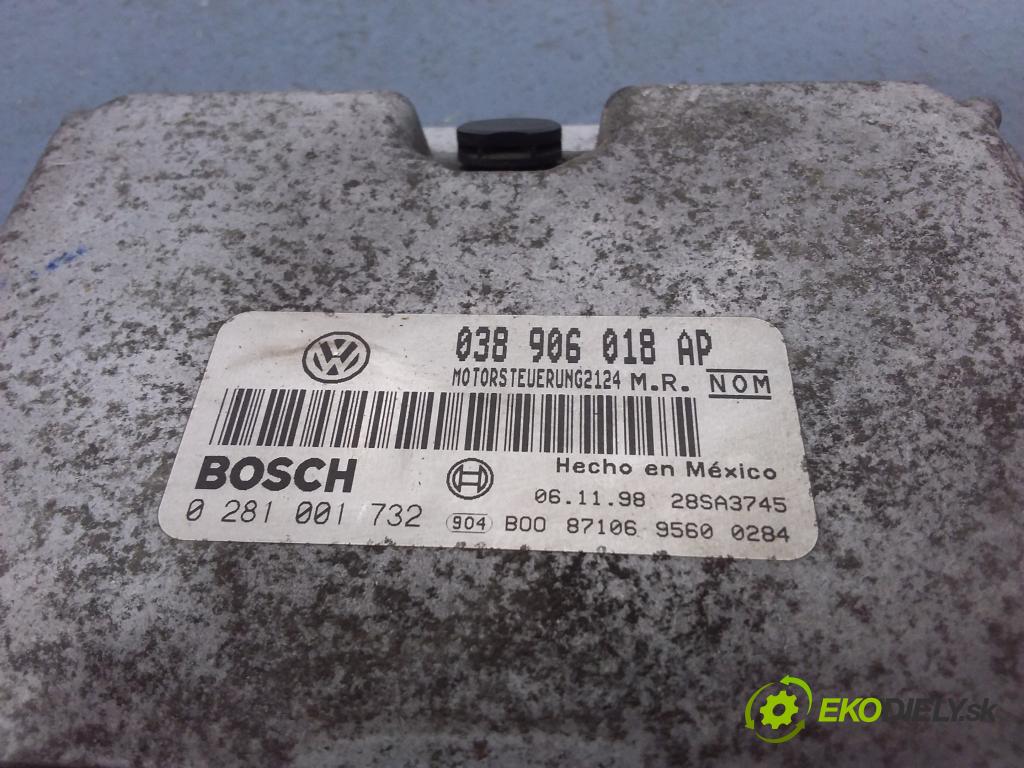 038 906 018 AP
MOTORSTEUERUNG2124 M.R. NOM
BOSCH
Hecho en México
06.11.98 28SA3745
0 281 001 732 904 B00 87106 9560 0284
EKODIELY.sk